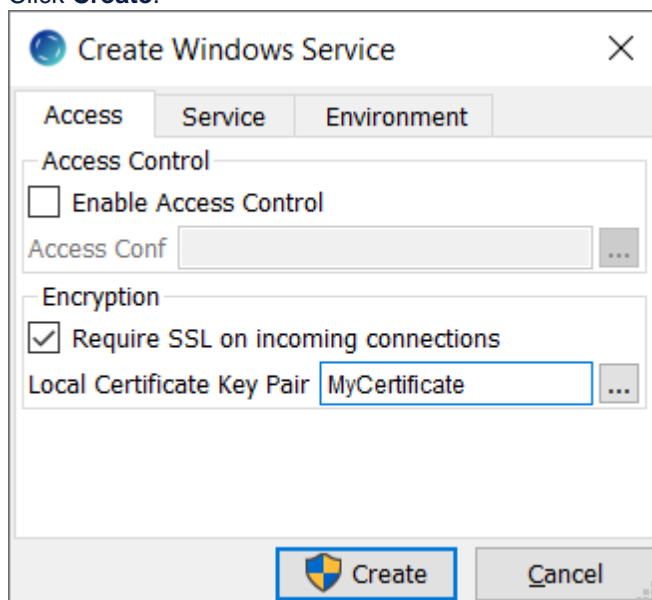 Click Create.
Create Windows Service
Access Service Environment
Access Control
Enable Access Control
Access Conf ...
Encryption
Require SSL on incoming connections
Local Certificate Key Pair MyCertificate ...
Create Cancel